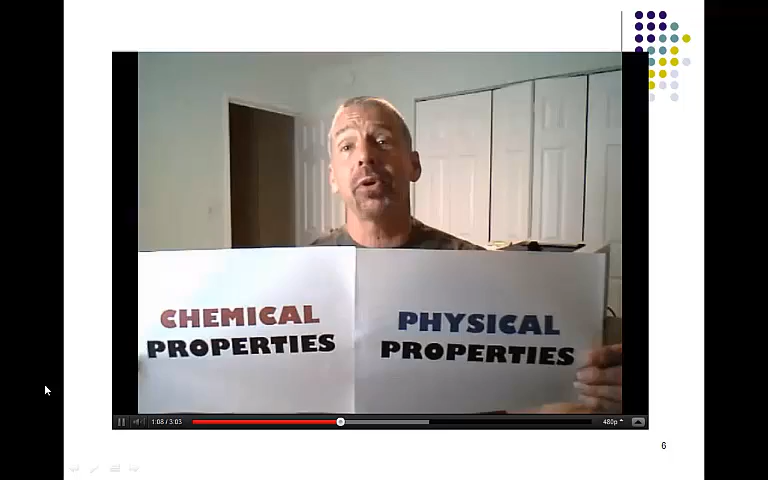 CHEMICAL
PROPERTIES
PHYSICAL
PROPERTIES
1:08 / 3:03
480p
6